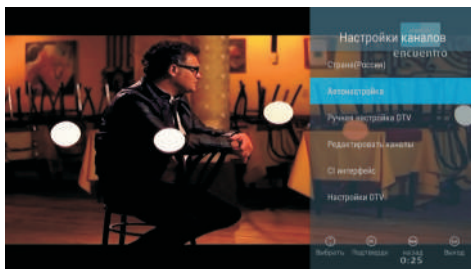 Настройки каналов
encuentro
Страна(Россия)
Автонастройка
Ручная настройка DTV
Редактировать каналы
CI интерфейс
Настройки DTV
Выбрать Подтверди назад Выход
0:25